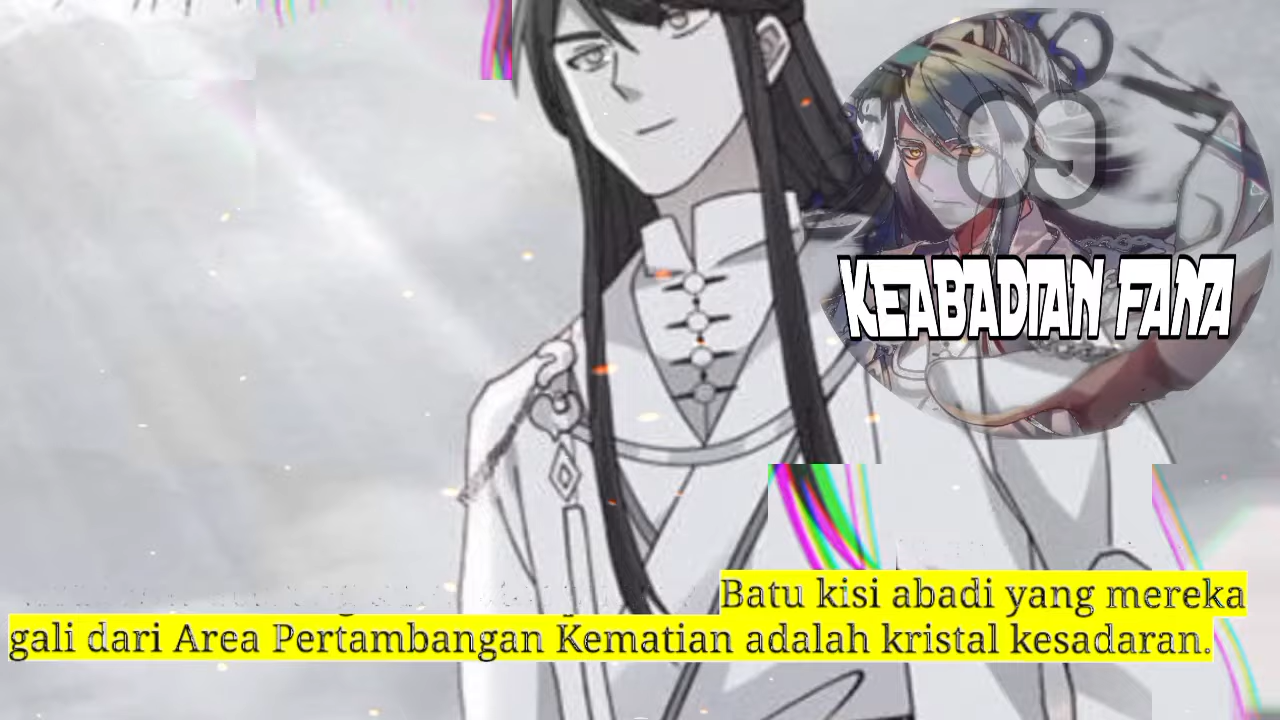 KEABADIAN FANA
Batu kisi abadi yang mereka
gali dari Area Pertambangan Kematian adalah kristal kesadaran.